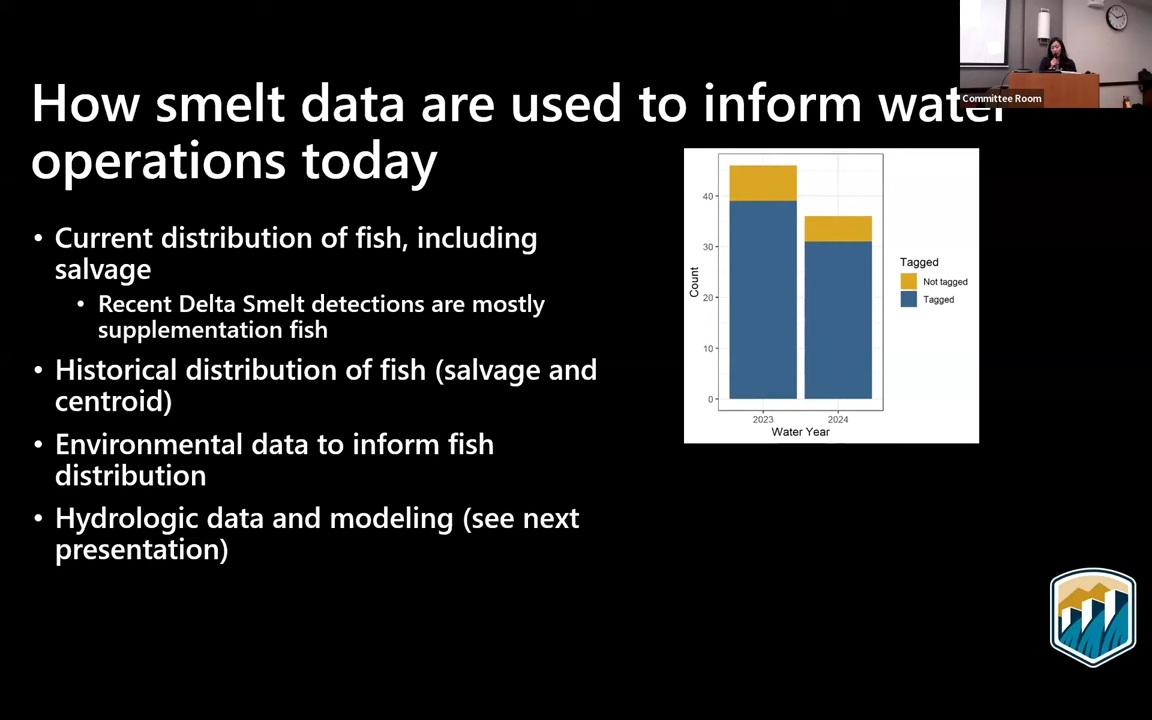 How smelt data are used to inform water
operations today
Committee Room
• Current distribution of fish, including
salvage
• Recent Delta Smelt detections are mostly
supplementation fish
• Historical distribution of fish (salvage and
centroid)
• Environmental data to inform fish
distribution
• Hydrologic data and modeling (see next
presentation)
Count
40
30
20
10
0
2023 2024
Water Year
Tagged
Not tagged
Tagged